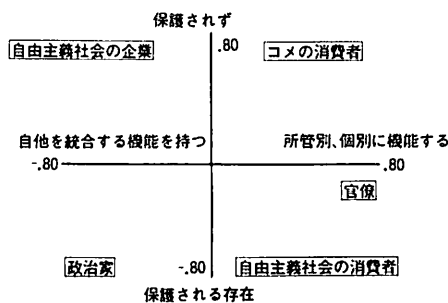 保護されず
自由主義社会の企業
.80
コメの消費者
自他を統合する機能を持つ
所管別、個別に機能する
-.80
.80
官僚
政治家
-.80
自由主義社会の消費者
保護される存在